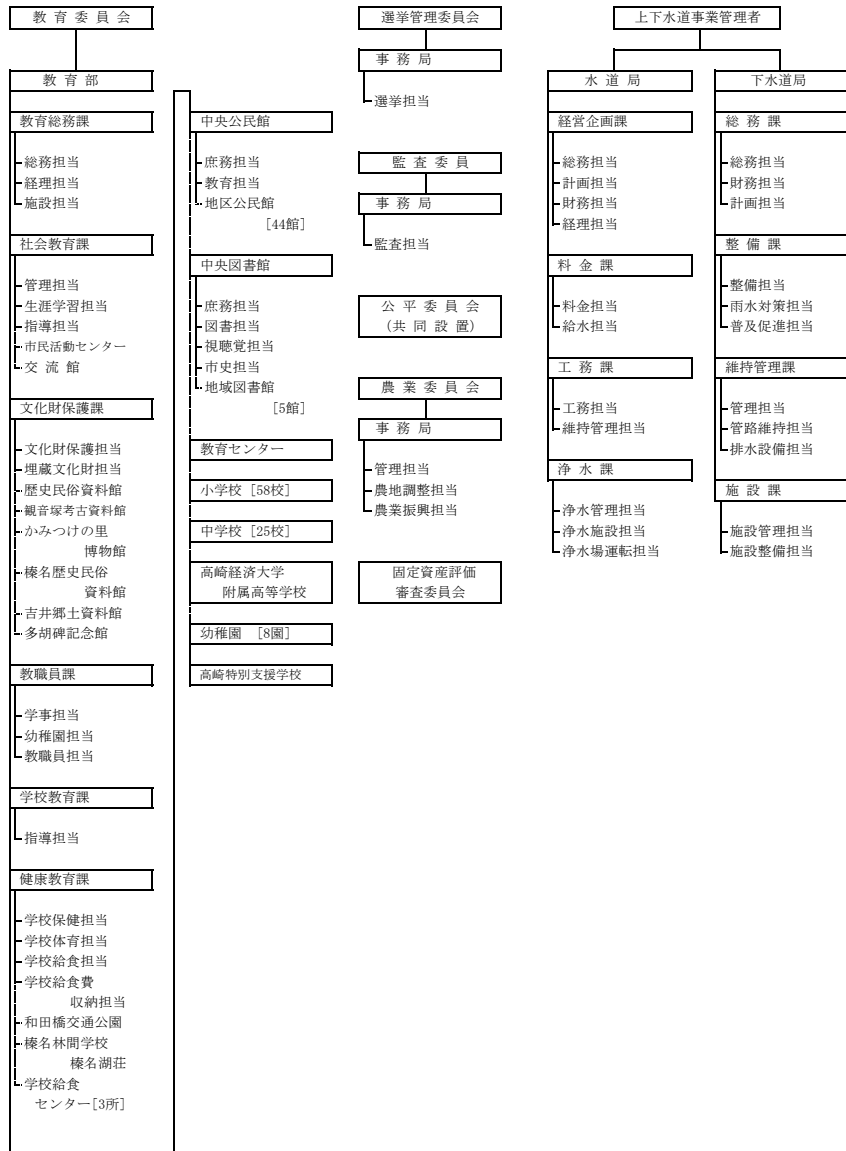 教 育 委 員 会
教 育 部
教育総務課
総務担当
経理担当
施設担当
社会教育課
管理担当
生涯学習担当
指導担当
市民活動センター
交 流 館
文化財保護課
文化財保護担当
埋蔵文化財担当
歴史民俗資料館
観音塚考古資料館
かみつけの里
博物館
榛名歴史民俗
資料館
吉井郷土資料館
多胡碑記念館
教職員課
学事担当
幼稚園担当
教職員担当
学校教育課
指導担当
健康教育課
学校保健担当
学校体育担当
学校給食担当
学校給食費
収納担当
和田橋交通公園
榛名林間学校
榛名湖荘
学校給食
センター[3所]
中央公民館
庶務担当
教育担当
地区公民館
[44館]
中央図書館
庶務担当
図書担当
視聴覚担当
市史担当
地域図書館
[5館]
教育センター
小学校 [58校]
中学校 [25校]
高崎経済大学
附属高等学校
幼稚園 [8園]
高崎特別支援学校
選挙管理委員会
事 務 局
選挙担当
監 査 委 員
事 務 局
監査担当
公 平 委 員 会
(共 同 設 置)
農 業 委 員 会
事 務 局
管理担当
農地調整担当
農業振興担当
固定資産評価
審査委員会
上下水道事業管理者
水 道 局
経営企画課
総務担当
計画担当
財務担当
経理担当
料 金 課
料金担当
給水担当
工 務 課
工務担当
維持管理担当
浄 水 課
浄水管理担当
浄水施設担当
浄水場運転担当
下水道局
総 務 課
総務担当
財務担当
計画担当
整 備 課
整備担当
雨水対策担当
普及促進担当
維持管理課
管理担当
管路維持担当
排水設備担当
施 設 課
施設管理担当
施設整備担当